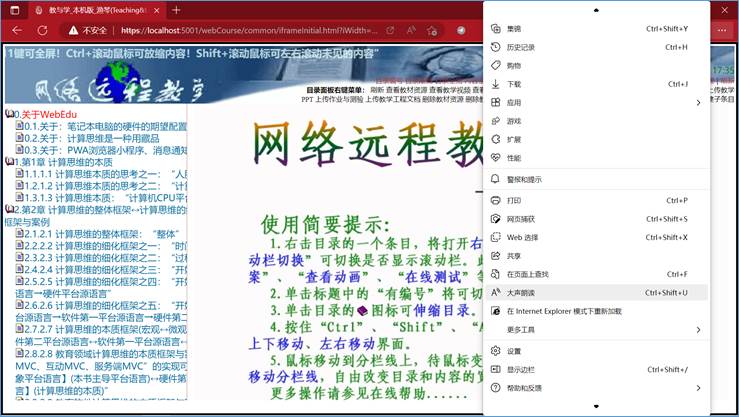 教与学_本机版_游琴(Teaching&
不安全 https://localhost:5001/webCourse/common/iframeInitial.html?iWidth=...
1键可全屏！Ctrl+滚动鼠标可放缩内容！Shift+滚动鼠标可左右滚动未见的内容"
网络远程教学
目录面板右键菜单：刷新 查看教材资源 查看教学视频
PPT 上传作业与测验 上传教学工程文档 删除教材资源
0.关于WebEdu
0.1.关于：笔记本电脑的硬件的期望配置
0.2.关于：计算思维是一种用藏品
0.3.关于：PWA浏览器小程序、消息通知
1.第1章 计算思维的本质
1.1.1.1 计算思维本质的思考之一：“人脑
1.2.1.2 计算思维本质的思考之二：“计算
1.3.1.3 计算思维本质：“计算机CPU平台
2.第2章 计算思维的整体框架↔计算思维的细
框架与案例
2.1.2.1 计算思维的整体框架：“整体”
2.2.2.2 计算思维的细化框架之一：“时间
2.3.2.3 计算思维的细化框架之二：“过程
2.4.2.4 计算思维的细化框架之三：“开始
2.5.2.5 计算思维的细化框架之四：“开始
语言→硬件平台源语言”
2.6.2.6 计算思维的细化框架之五：“开始
台源语言→软件第一平台源语言→硬件第二
2.7.2.7 计算思维的本质框架(宏观↔微观
件第二平台源语言↔软件第一平台源语言↔
2.8.2.8 教育领域计算思维的本质框架与案
MVC、互动MVC、服务端MVC”的实现可
象平台语言】(本书主导平台语言)↔硬件第
言】(计算思维的本质)”
网络远程教
使用简要提示:
1. 右击目录的一个条目，将打开右
动栏切换”可切换是否显示滚动栏。此
案”、“查看动画”、“在线测试”等
2. 单击标题中的“有编号”将可切
3. 单击目录的图标可伸缩目录。
4. 按住“Ctrl”、“Shift”、“A
上下移动、左右移动界面。
5. 鼠标移动到分栏线上，待鼠标变
移动分栏线，自由改变目录和内容的宽
更多操作请参见在线帮助......
集锦 Ctrl+Shift+Y
历史记录 Ctrl+H
购物
下载 Ctrl+J
应用
游戏
扩展
性能
警报和提示
打印 Ctrl+P
网页捕获 Ctrl+Shift+S
Web 选择 Ctrl+Shift+X
共享
在页面上查找 Ctrl+F
大声朗读 Ctrl+Shift+U
在 Internet Explorer 模式下重新加载
更多工具
设置
显示边栏 Ctrl+Shift+/
帮助和反馈
17:35